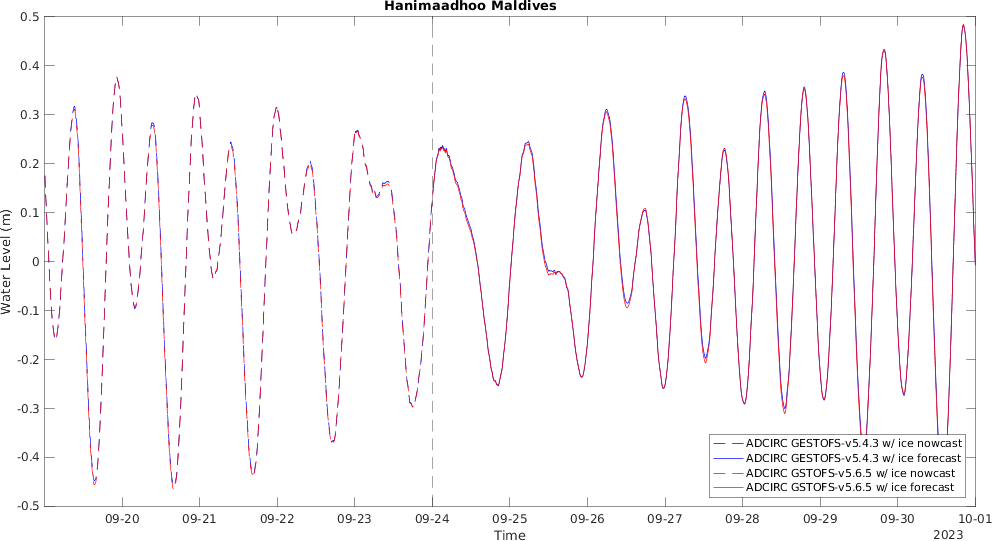 Hanimaadhoo Maldives
0.5
0.4
0.3
0.2
0.1
0
-0.1
-0.2
-0.3
-0.4
-0.5
Water Level (m)
ADCIRC GESTOFS-v5.4.3 w/ ice nowcast
ADCIRC GESTOFS-v5.4.3 w/ ice forecast
ADCIRC GSTOFS-v5.6.5 w/ ice nowcast
ADCIRC GSTOFS-v5.6.5 w/ ice forecast
09-20 09-21 09-22 09-23 09-24 09-25 09-26 09-27 09-28 09-29 09-30 10-01
Time
2023